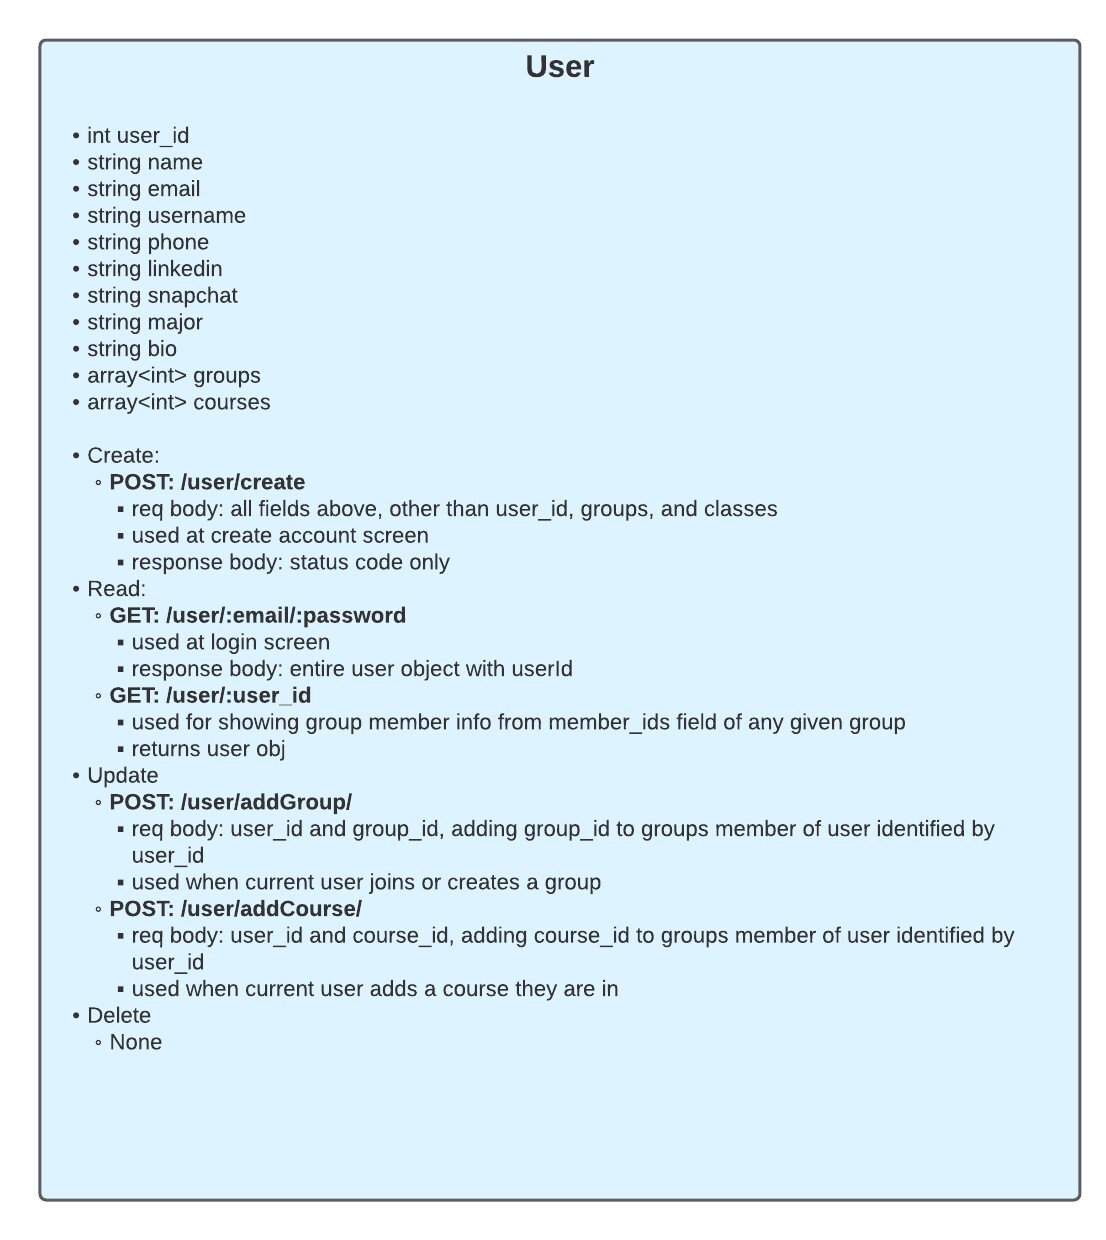 User
• int user_id
• string name
• string email
• string username
• string phone
• string linkedin
• string snapchat
• string major
• string bio
• array<int> groups
• array<int> courses
• Create:
◦ POST: /user/create
▪ req body: all fields above, other than user_id, groups, and classes
▪ used at create account screen
▪ response body: status code only
• Read:
◦ GET: /user/:email/:password
▪ used at login screen
▪ response body: entire user object with userId
◦ GET: /user/:user_id
▪ used for showing group member info from member_ids field of any given group
▪ returns user obj
• Update
◦ POST: /user/addGroup/
▪ req body: user_id and group_id, adding group_id to groups member of user identified by
user_id
▪ used when current user joins or creates a group
◦ POST: /user/addCourse/
▪ req body: user_id and course_id, adding course_id to groups member of user identified by
user_id
▪ used when current user adds a course they are in
• Delete
◦ None